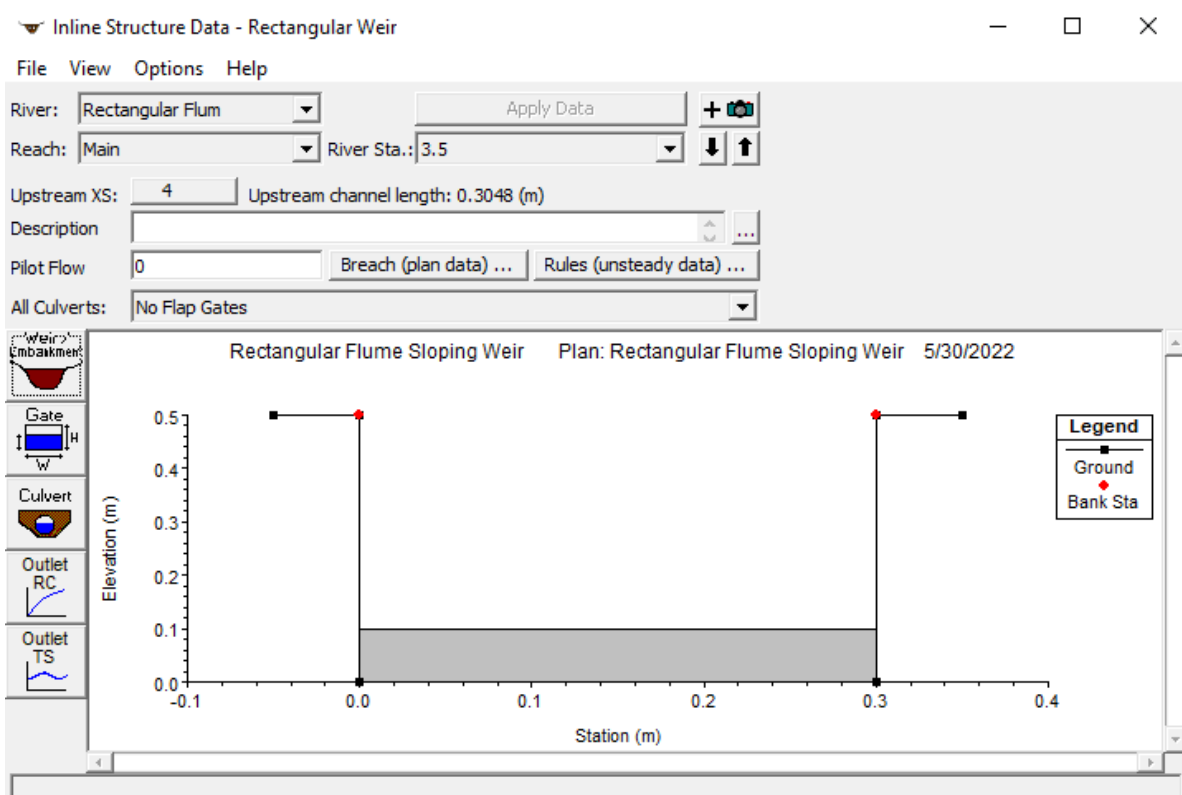 Inline Structure Data - Rectangular Weir
File View Options Help
River: Rectangular Flum Apply Data
Reach: Main River Sta.: 3.5
Upstream XS: 4 Upstream channel length: 0.3048 (m)
Description ...
Pilot Flow 0 Breach (plan data) ... Rules (unsteady data) ...
All Culverts: No Flap Gates
Weir/
Embankment
Gate
H
W
Culvert
Outlet
RC
Outlet
TS
Rectangular Flume Sloping Weir Plan: Rectangular Flume Sloping Weir 5/30/2022
Elevation (m)
0.5
0.4
0.3
0.2
0.1
0.0
-0.1 0.0 0.1 0.2 0.3 0.4
Station (m)
Legend
Ground
Bank Sta